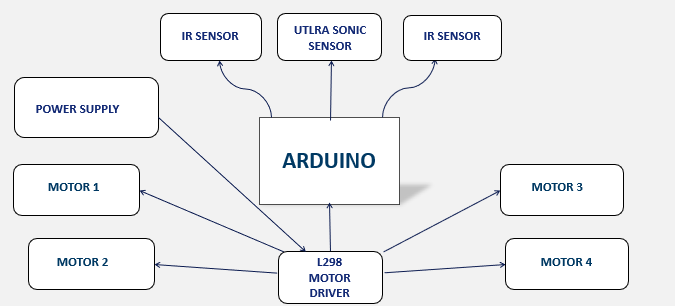 IR SENSOR
UTLRA SONIC
SENSOR
IR SENSOR
POWER SUPPLY
ARDUINO
MOTOR 1
MOTOR 3
MOTOR 2
L298
MOTOR
DRIVER
MOTOR 4